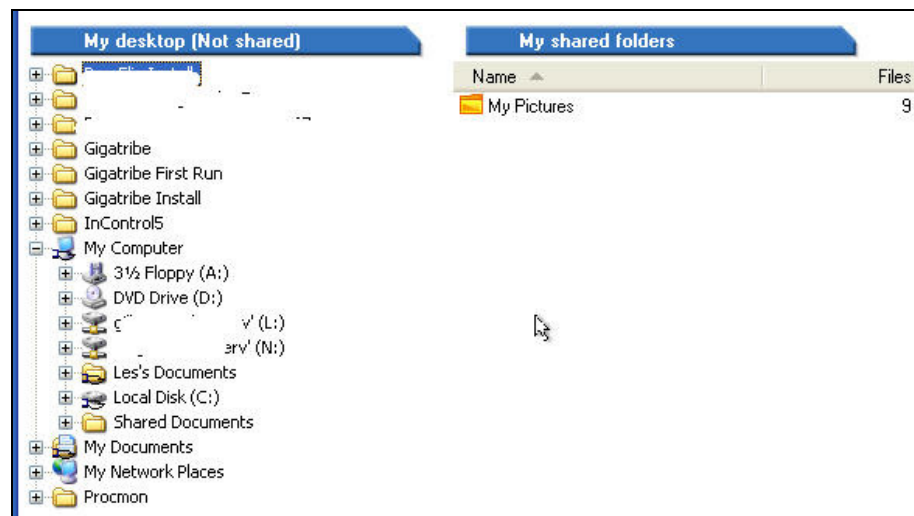 My desktop (Not shared)
Gigatribe
Gigatribe First Run
Gigatribe Install
InControl5
My Computer
3½ Floppy (A:)
DVD Drive (D:)
v' (L:)
erv' (N:)
Les's Documents
Local Disk (C:)
Shared Documents
My Documents
My Network Places
Procmon
My shared folders
Name Files
My Pictures 9